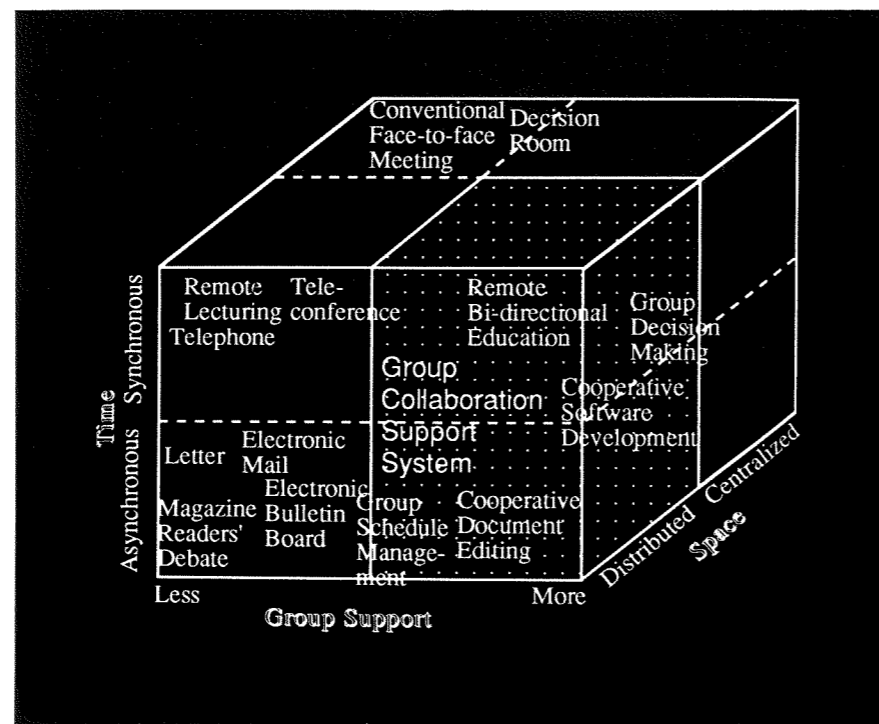 Conventional
Face-to-face
Meeting
Decision
Room
Remote
Lecturing
Tele-
conference
Telephone
Remote
Bi-directional
Education
Group
Decision
Making
Group
Collaboration
Support
System
Cooperative
Software
Development
Letter
Electronic
Mail
Electronic
Bulletin
Board
Magazine
Readers'
Debate
Group
Schedule
Manage-
ment
Cooperative
Document
Editing
Time
Synchronous
Asynchronous
Less
More
Group Support
Distributed
Centralized
Space